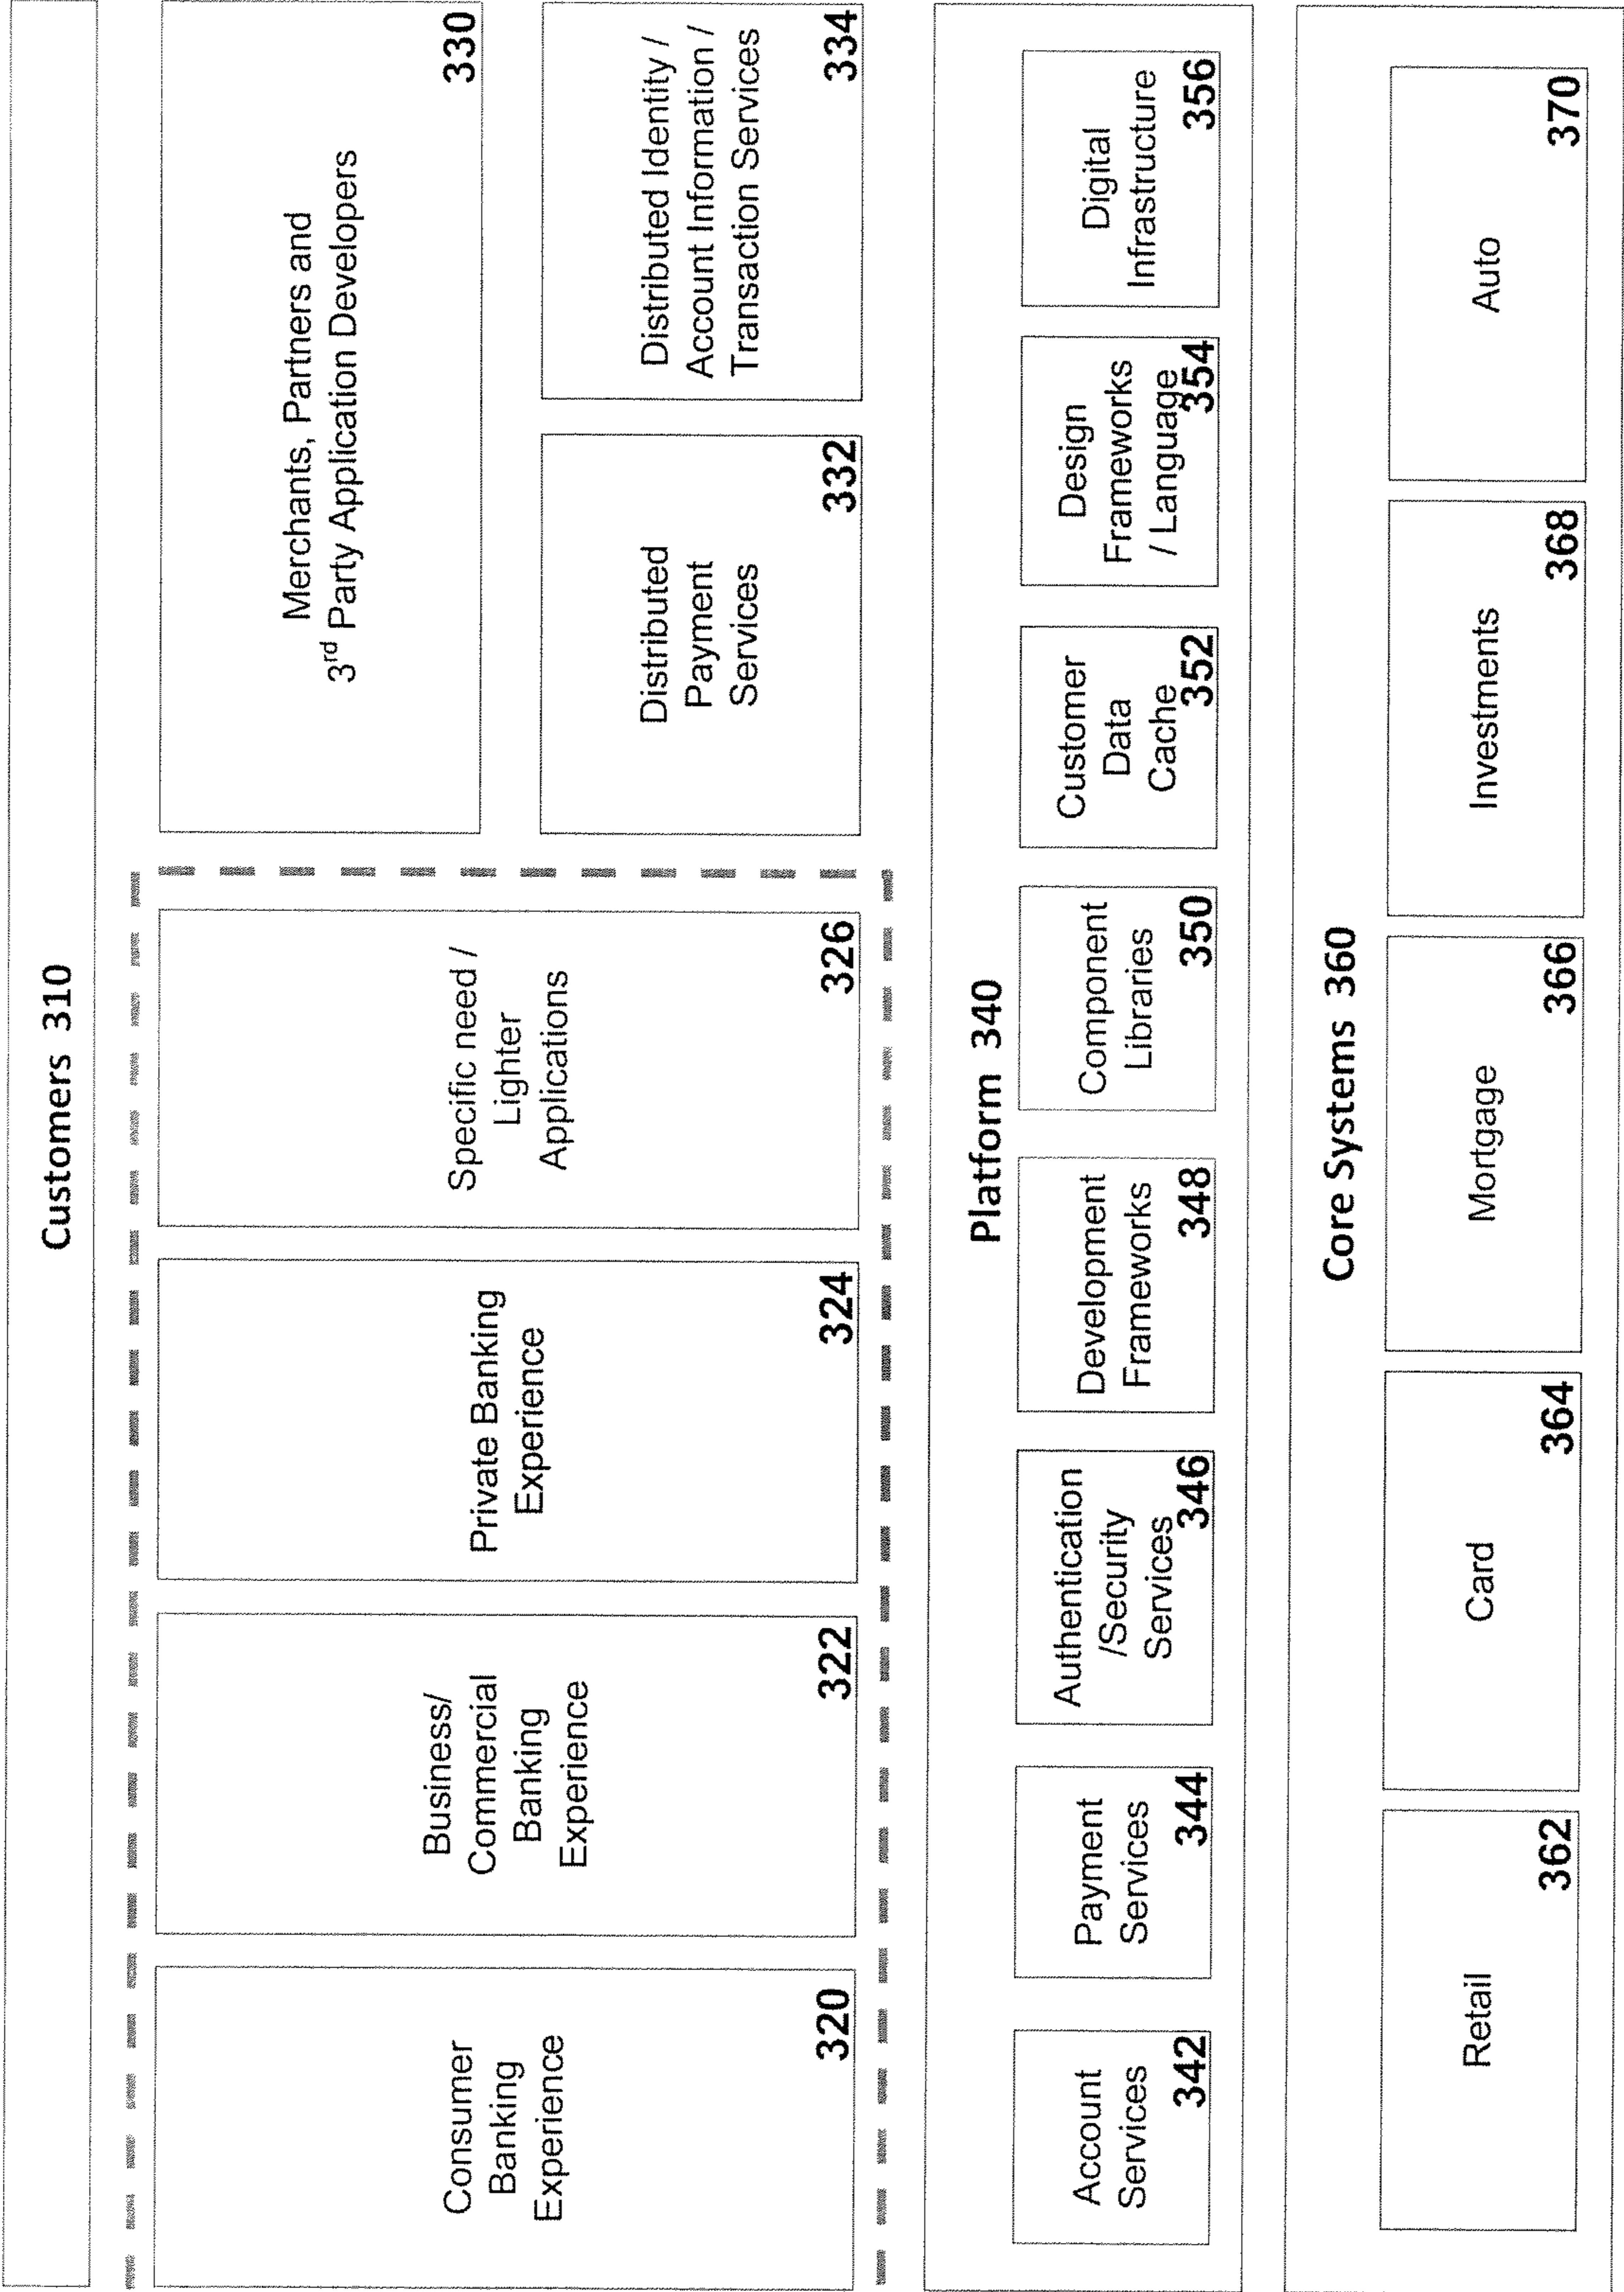 Customers 310
Consumer
Banking
Experience
320
Business/
Commercial
Banking
Experience
322
Private Banking
Experience
324
Specific need /
Lighter
Applications
326
Merchants, Partners and
3rd Party Application Developers
330
Distributed
Payment
Services
332
Distributed Identity /
Account Information /
Transaction Services
334
Platform 340
Account
Services
342
Payment
Services
344
Authentication
/Security
Services
346
Development
Frameworks
348
Component
Libraries
350
Customer
Data
Cache
352
Design
Frameworks
/ Language
354
Digital
Infrastructure
356
Core Systems 360
Retail
362
Card
364
Mortgage
366
Investments
368
Auto
370